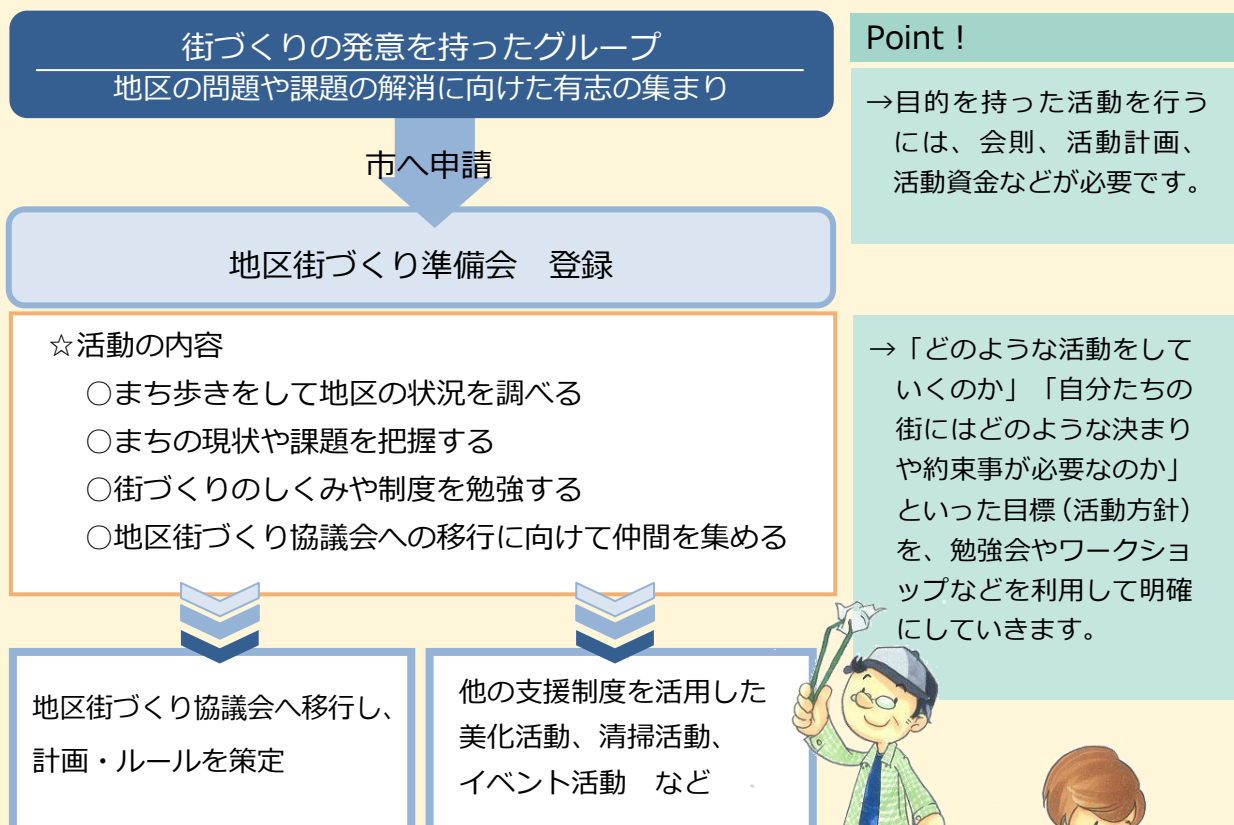 街づくりの発意を持ったグループ
地区の問題や課題の解消に向けた有志の集まり
市へ申請
地区街づくり準備会　登録
☆活動の内容
○まち歩きをして地区の状況を調べる
○まちの現状や課題を把握する
○街づくりのしくみや制度を勉強する
○地区街づくり協議会への移行に向けて仲間を集める
地区街づくり協議会へ移行し、
計画・ルールを策定
他の支援制度を活用した
美化活動、清掃活動、
イベント活動　など
Point！
→目的を持った活動を行う
には、会則、活動計画、
活動資金などが必要です。
→「どのような活動をして
いくのか」「自分たちの
街にはどのような決まり
や約束事が必要なのか」
といった目標（活動方針）
を、勉強会やワークショ
ップなどを利用して明確
にしていきます。